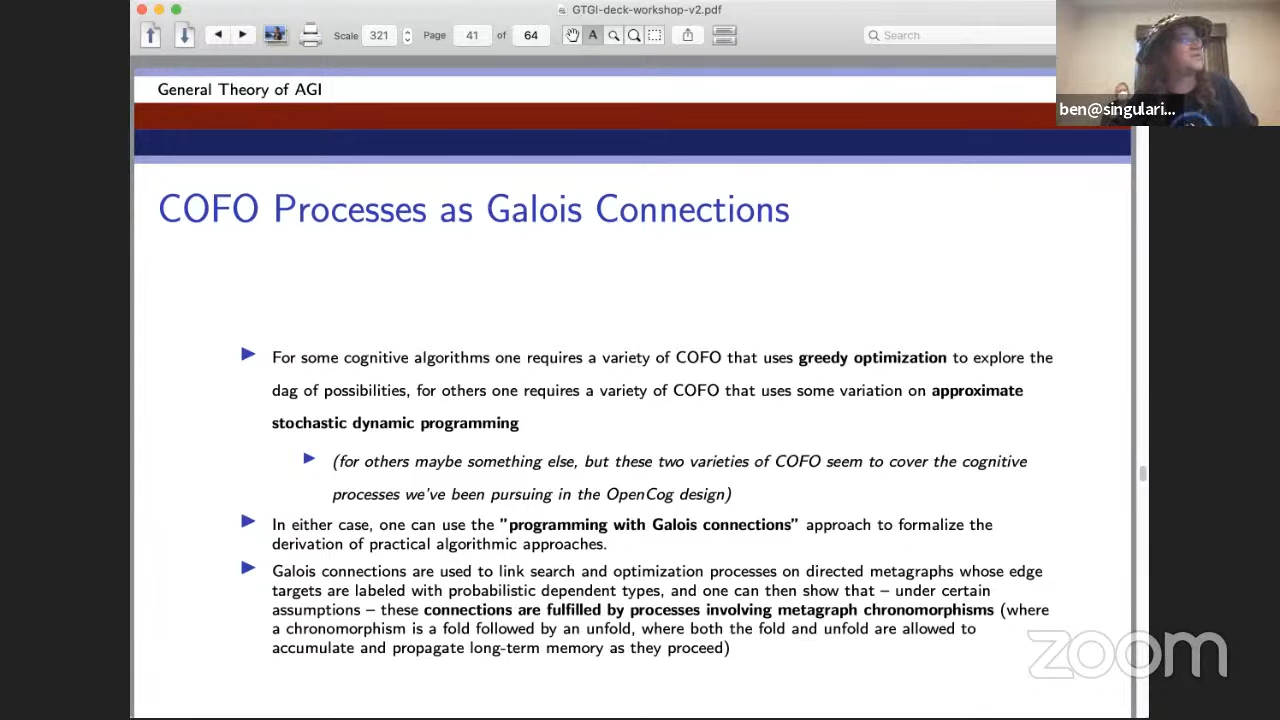 GTGI-deck-workshop-v2.pdf
Scale 321 Page 41 of 64 A Search
General Theory of AGI
ben@singulari...
COFO Processes as Galois Connections
For some cognitive algorithms one requires a variety of COFO that uses greedy optimization to explore the
dag of possibilities, for others one requires a variety of COFO that uses some variation on approximate
stochastic dynamic programming
(for others maybe something else, but these two varieties of COFO seem to cover the cognitive
processes we've been pursuing in the OpenCog design)
In either case, one can use the "programming with Galois connections" approach to formalize the
derivation of practical algorithmic approaches.
Galois connections are used to link search and optimization processes on directed metagraphs whose edge
targets are labeled with probabilistic dependent types, and one can then show that – under certain
assumptions – these connections are fulfilled by processes involving metagraph chronomorphisms (where
a chronomorphism is a fold followed by an unfold, where both the fold and unfold are allowed to
accumulate and propagate long-term memory as they proceed)
zoom